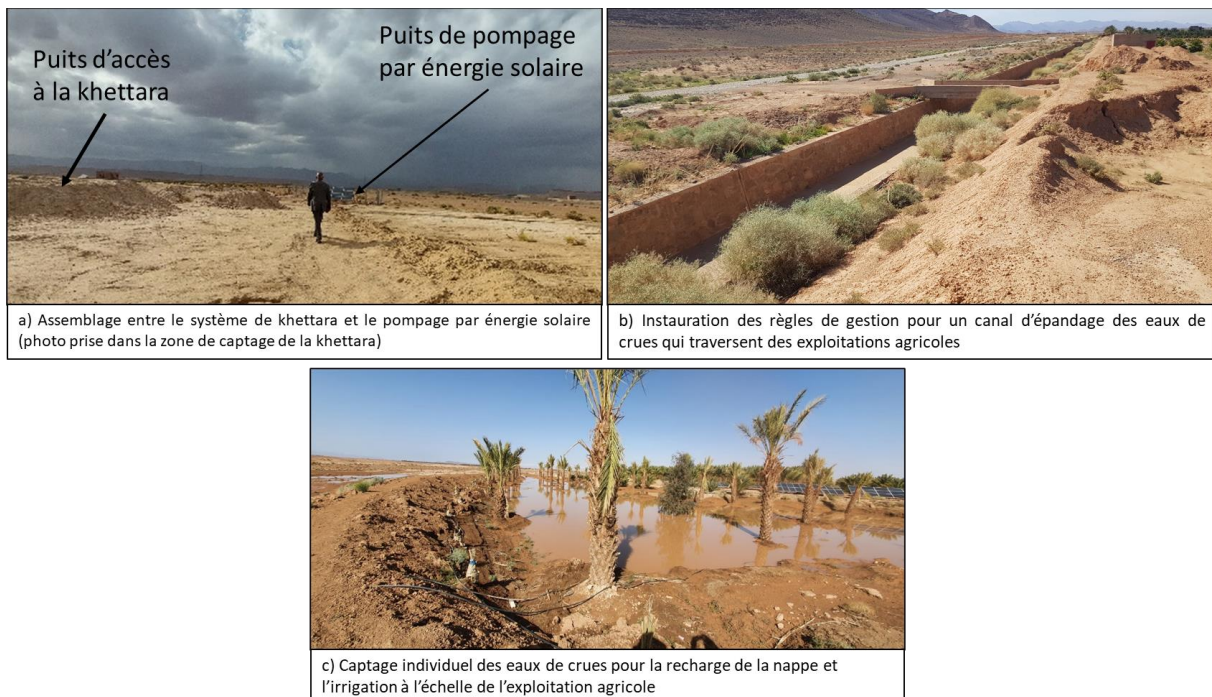 Puits d'accès
à la khettara
Puits de pompage
par énergie solaire
a) Assemblage entre le système de khettara et le pompage par énergie solaire
(photo prise dans la zone de captage de la khettara)
b) Instauration des règles de gestion pour un canal d'épandage des eaux de
crues qui traversent des exploitations agricoles
c) Captage individuel des eaux de crues pour la recharge de la nappe et
l'irrigation à l'échelle de l'exploitation agricole